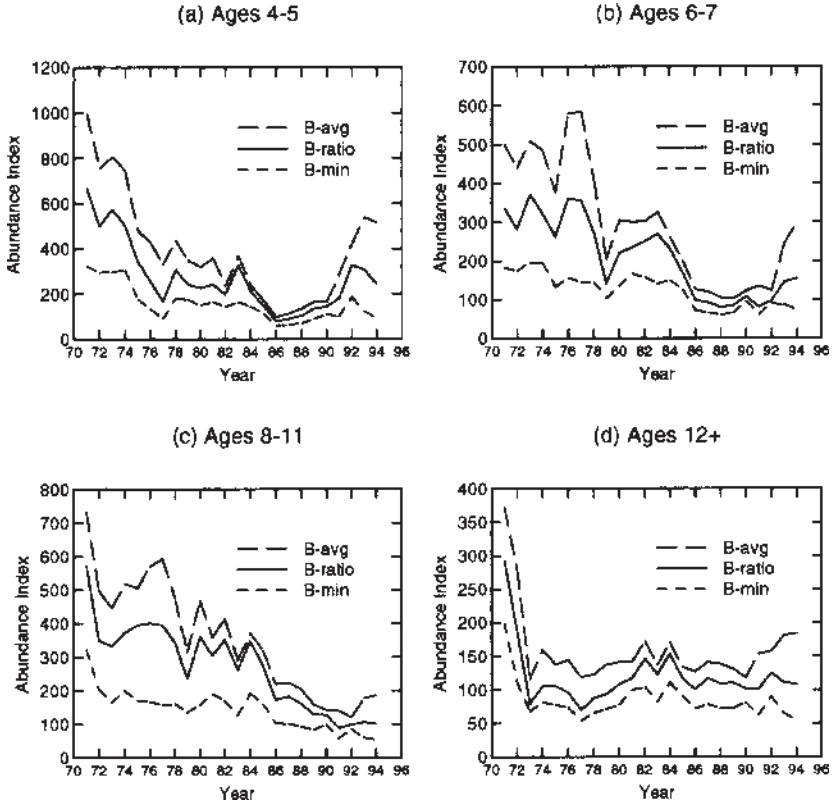 (a) Ages 4-5
1200
1000
800
600
400
200
0
Abundance Index
B-avg
B-ratio
B-min
70 72 74 76 78 80 82 84 86 88 90 92 94 96
Year
(b) Ages 6-7
700
600
500
400
300
200
100
0
Abundance Index
B-avg
B-ratio
B-min
70 72 74 76 78 80 82 84 86 88 90 92 94 96
Year
(c) Ages 8-11
800
700
600
500
400
300
200
100
0
Abundance Index
B-avg
B-ratio
B-min
70 72 74 76 78 80 82 84 86 88 90 92 94 96
Year
(d) Ages 12+
400
350
300
250
200
150
100
50
0
Abundance Index
B-avg
B-ratio
B-min
70 72 74 76 78 80 82 84 86 88 90 92 94 96
Year